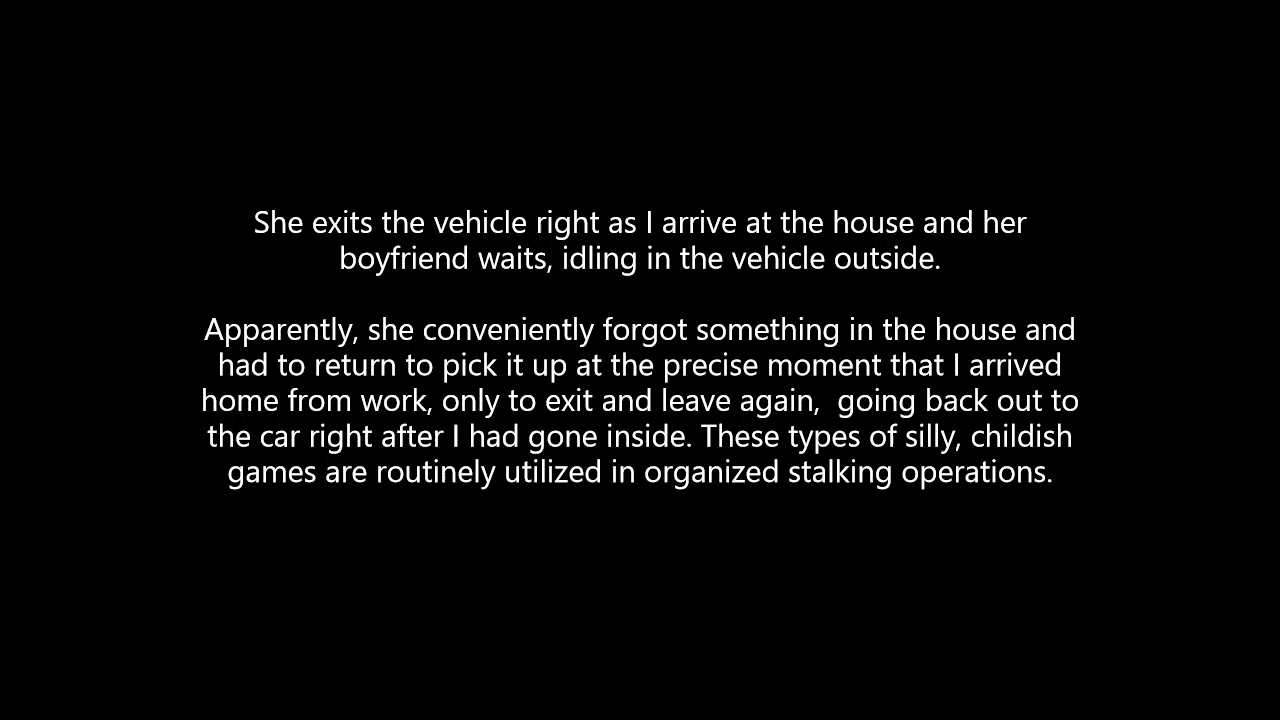 She exits the vehicle right as I arrive at the house and her
boyfriend waits, idling in the vehicle outside.
Apparently, she conveniently forgot something in the house and
had to return to pick it up at the precise moment that I arrived
home from work, only to exit and leave again,  going back out to
the car right after I had gone inside. These types of silly, childish
games are routinely utilized in organized stalking operations.